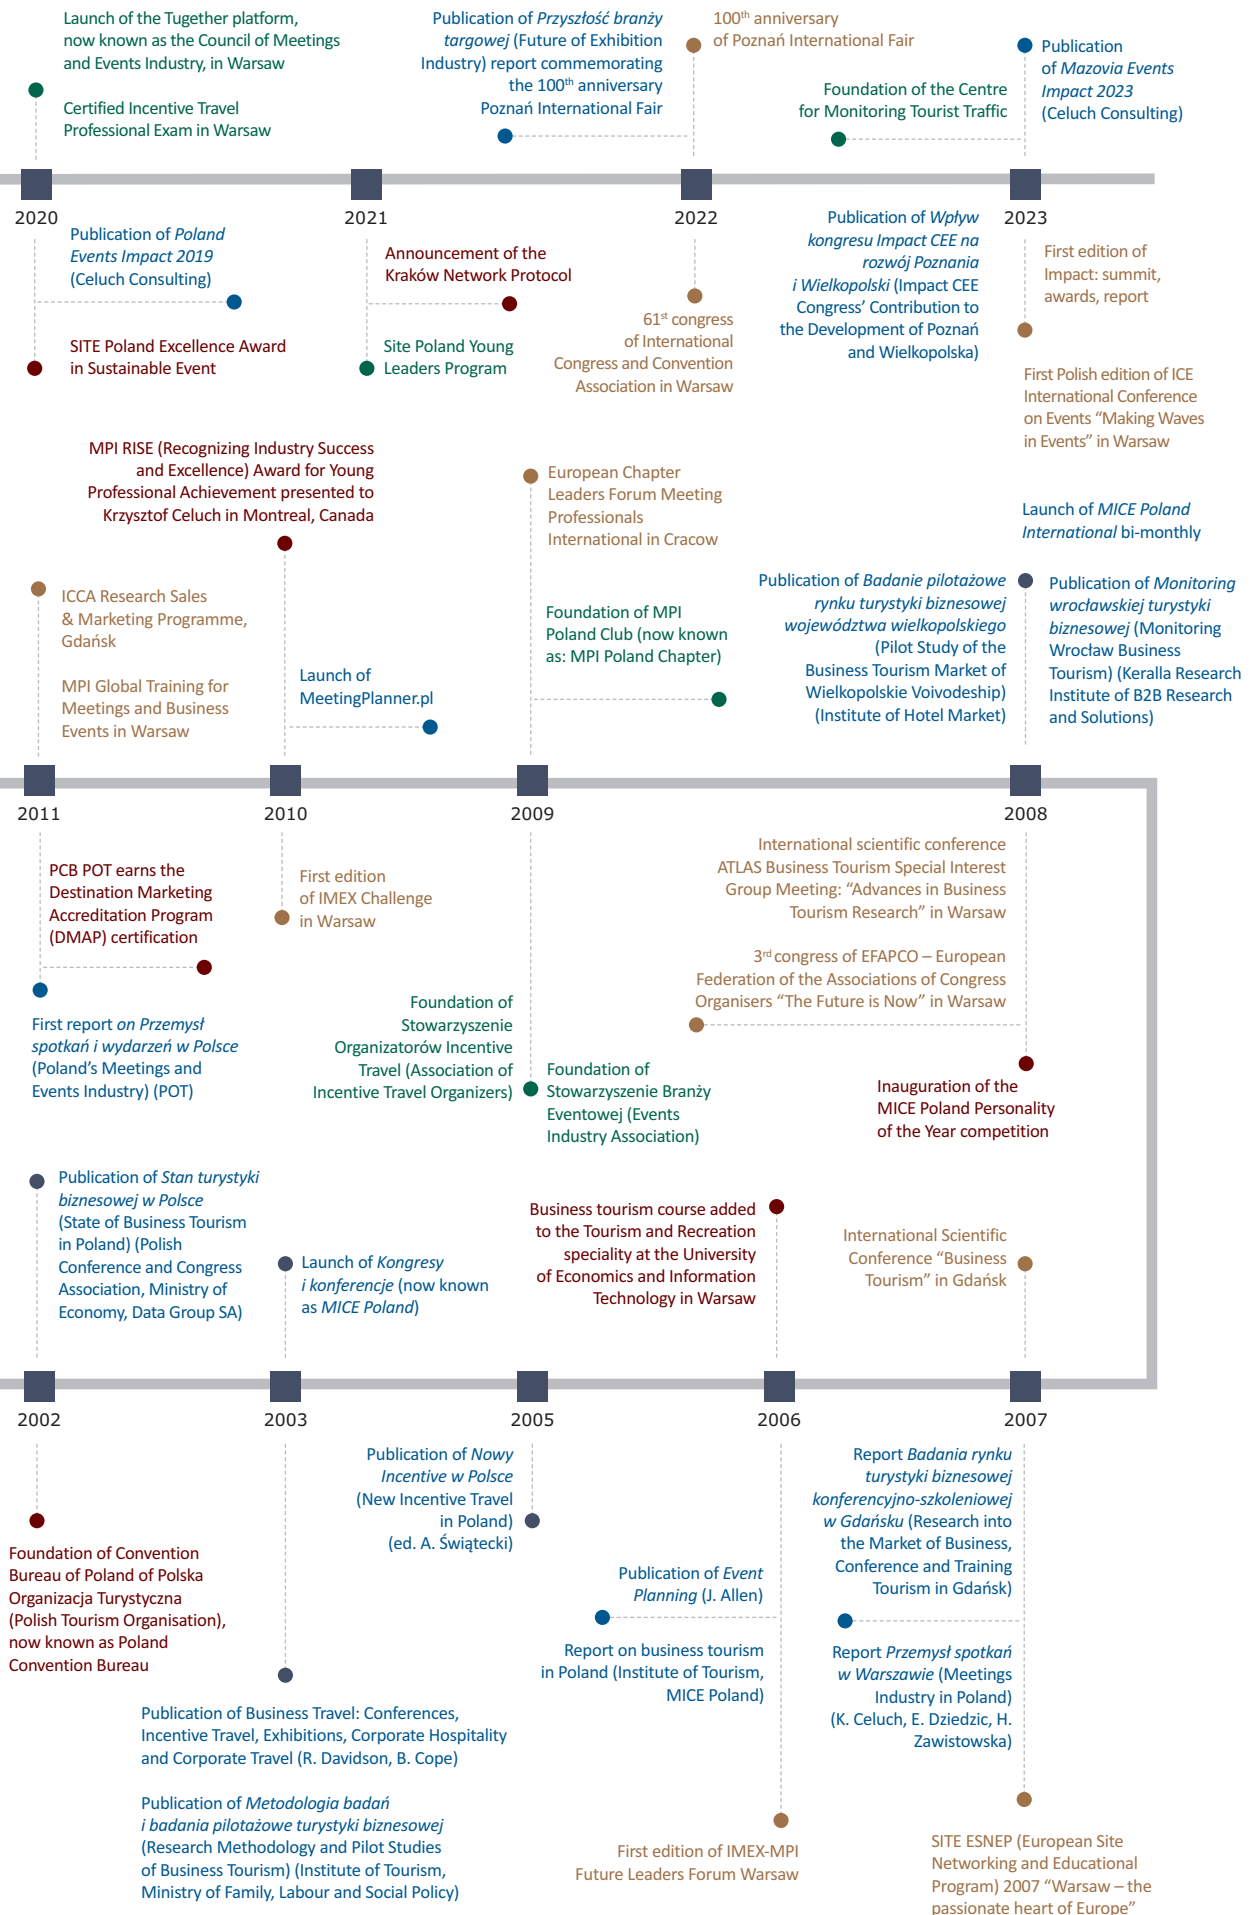 Launch of the Tugether platform,
now known as the Council of Meetings
and Events Industry, in Warsaw
Certified Incentive Travel
Professional Exam in Warsaw
Publication of Przyszłość branży
targowej (Future of Exhibition
Industry) report commemorating
the 100th anniversary
Poznań International Fair
100th anniversary
of Poznań International Fair
Foundation of the Centre
for Monitoring Tourist Traffic
Publication
of Mazovia Events
Impact 2023
(Celuch Consulting)
2020
2021
2022
2023
Publication of Poland
Events Impact 2019
(Celuch Consulting)
SITE Poland Excellence Award
in Sustainable Event
Announcement of the
Kraków Network Protocol
Site Poland Young
Leaders Program
61st congress
of International
Congress and Convention
Association in Warsaw
Publication of Wpływ
kongresu Impact CEE na
rozwój Poznania
i Wielkopolski (Impact CEE
Congress' Contribution to
the Development of Poznań
and Wielkopolska)
First edition of
Impact: summit,
awards, report
First Polish edition of ICE
International Conference
on Events “Making Waves
in Events” in Warsaw
ICCA Research Sales
& Marketing Programme,
Gdańsk
MPI Global Training for
Meetings and Business
Events in Warsaw
MPI RISE (Recognizing Industry Success
and Excellence) Award for Young
Professional Achievement presented to
Krzysztof Celuch in Montreal, Canada
Launch of
MeetingPlanner.pl
European Chapter
Leaders Forum Meeting
Professionals
International in Cracow
Foundation of MPI
Poland Club (now known
as: MPI Poland Chapter)
Publication of Badanie pilotażowe
rynku turystyki biznesowej
województwa wielkopolskiego
(Pilot Study of the
Business Tourism Market of
Wielkopolskie Voivodeship)
(Institute of Hotel Market)
Launch of MICE Poland
International bi-monthly
Publication of Monitoring
wrocławskiej turystyki
biznesowej (Monitoring
Wrocław Business
Tourism) (Keralla Research
Institute of B2B Research
and Solutions)
2011
2010
2009
2008
PCB POT earns the
Destination Marketing
Accreditation Program
(DMAP) certification
First report on Przemysł
spotkań i wydarzeń w Polsce
(Poland's Meetings and
Events Industry) (POT)
First edition
of IMEX Challenge
in Warsaw
Foundation of
Stowarzyszenie
Organizatorów Incentive
Travel (Association of
Incentive Travel Organizers)
Foundation of
Stowarzyszenie Branży
Eventowej (Events
Industry Association)
International scientific conference
ATLAS Business Tourism Special Interest
Group Meeting: “Advances in Business
Tourism Research” in Warsaw
3rd congress of EFAPCO – European
Federation of the Associations of Congress
Organisers “The Future is Now” in Warsaw
Inauguration of the
MICE Poland Personality
of the Year competition
Publication of Stan turystyki
biznesowej w Polsce
(State of Business Tourism
in Poland) (Polish
Conference and Congress
Association, Ministry of
Economy, Data Group SA)
Launch of Kongresy
i konferencje (now known
as MICE Poland)
Business tourism course added
to the Tourism and Recreation
speciality at the University
of Economics and Information
Technology in Warsaw
International Scientific
Conference “Business
Tourism” in Gdańsk
2002
2003
2005
2006
2007
Foundation of Convention
Bureau of Poland of Polska
Organizacja Turystyczna
(Polish Tourism Organisation),
now known as Poland
Convention Bureau
Publication of Business Travel: Conferences,
Incentive Travel, Exhibitions, Corporate Hospitality
and Corporate Travel (R. Davidson, B. Cope)
Publication of Metodologia badań
i badania pilotażowe turystyki biznesowej
(Research Methodology and Pilot Studies
of Business Tourism) (Institute of Tourism,
Ministry of Family, Labour and Social Policy)
Publication of Nowy
Incentive w Polsce
(New Incentive Travel
in Poland)
(ed. A. Świątecki)
Publication of Event
Planning (J. Allen)
Report on business tourism
in Poland (Institute of Tourism,
MICE Poland)
First edition of IMEX-MPI
Future Leaders Forum Warsaw
Report Badania rynku
turystyki biznesowej
konferencyjno-szkoleniowej
w Gdańsku (Research into
the Market of Business,
Conference and Training
Tourism in Gdańsk)
Report Przemysł spotkań
w Warszawie (Meetings
Industry in Poland)
(K. Celuch, E. Dziedzic, H.
Zawistowska)
SITE ESNEP (European Site
Networking and Educational
Program) 2007 “Warsaw – the
passionate heart of Europe”